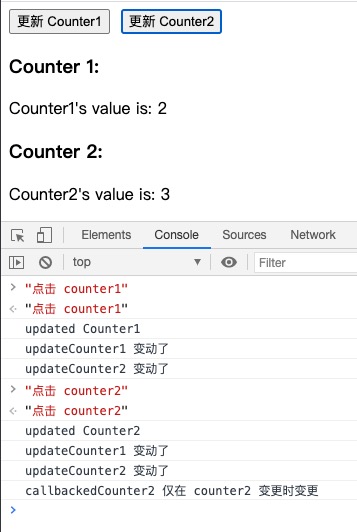 更新 Counter1 更新 Counter2
Counter 1:
Counter1's value is: 2
Counter 2:
Counter2's value is: 3
Elements Console Sources Network
top Filter
> "点击 counter1"
<· "点击 counter1"
updated Counter1
updateCounter1 变动了
updateCounter2 变动了
> "点击 counter2"
<· "点击 counter2"
updated Counter2
updateCounter1 变动了
updateCounter2 变动了
callbackedCounter2 仅在 counter2 变更时变更
>